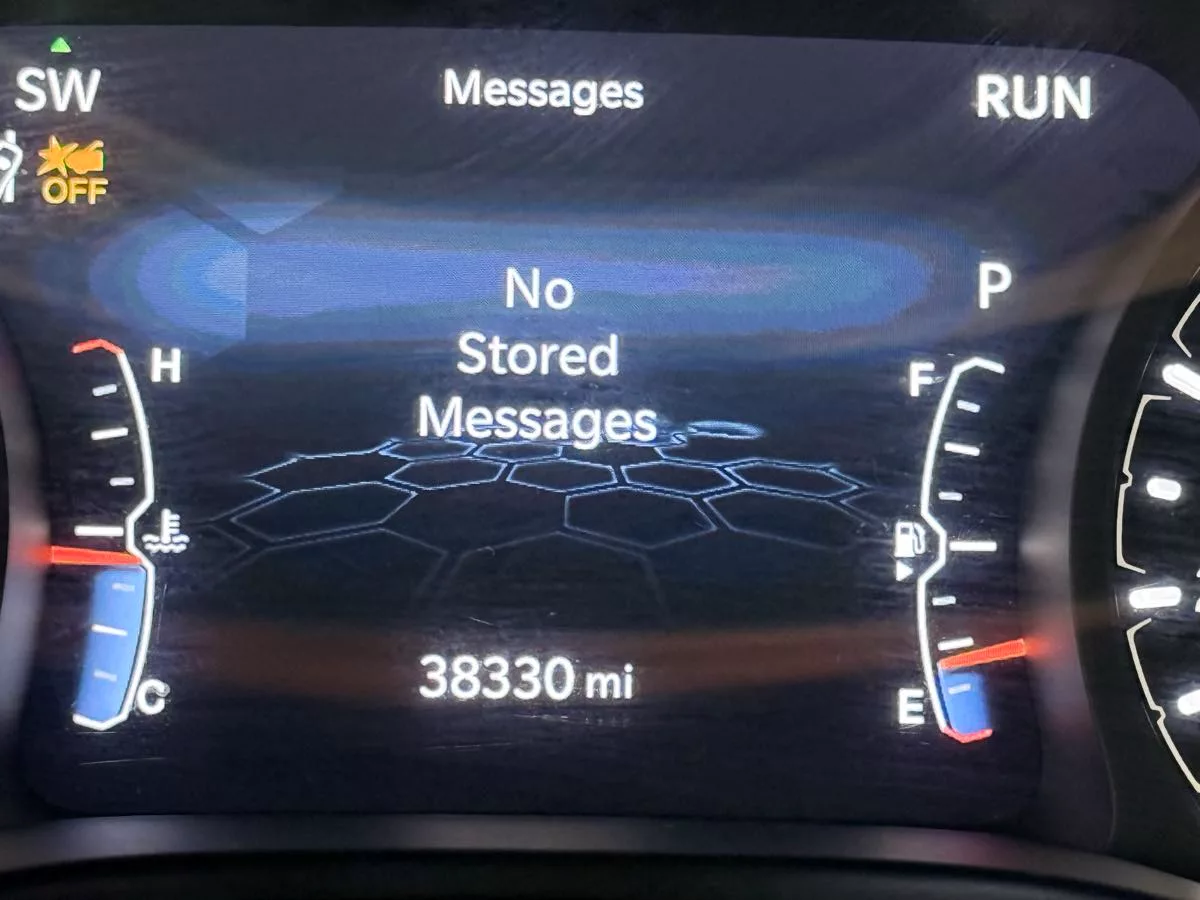 SW
Messages
RUN
OFF
No
Stored
Messages
P
H
F
C
E
38330 mi